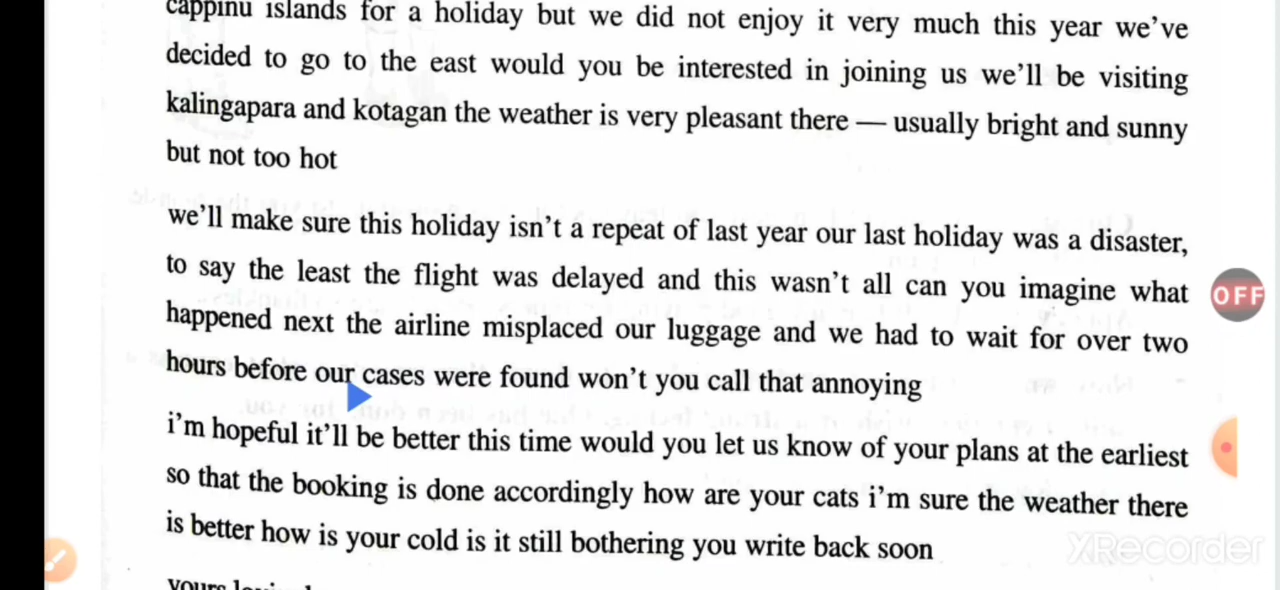 cappinu islands for a holiday but we did not enjoy it very much this year we've
decided to go to the east would you be interested in joining us we'll be visiting
kalingapara and kotagan the weather is very pleasant there — usually bright and sunny
but not too hot
we'll make sure this holiday isn't a repeat of last year our last holiday was a disaster,
to say the least the flight was delayed and this wasn't all can you imagine what
happened next the airline misplaced our luggage and we had to wait for over two
hours before our cases were found won't you call that annoying
i'm hopeful it'll be better this time would you let us know of your plans at the earliest
so that the booking is done accordingly how are your cats i'm sure the weather there
is better how is your cold is it still bothering you write back soon
yours
OFF
XRecorder